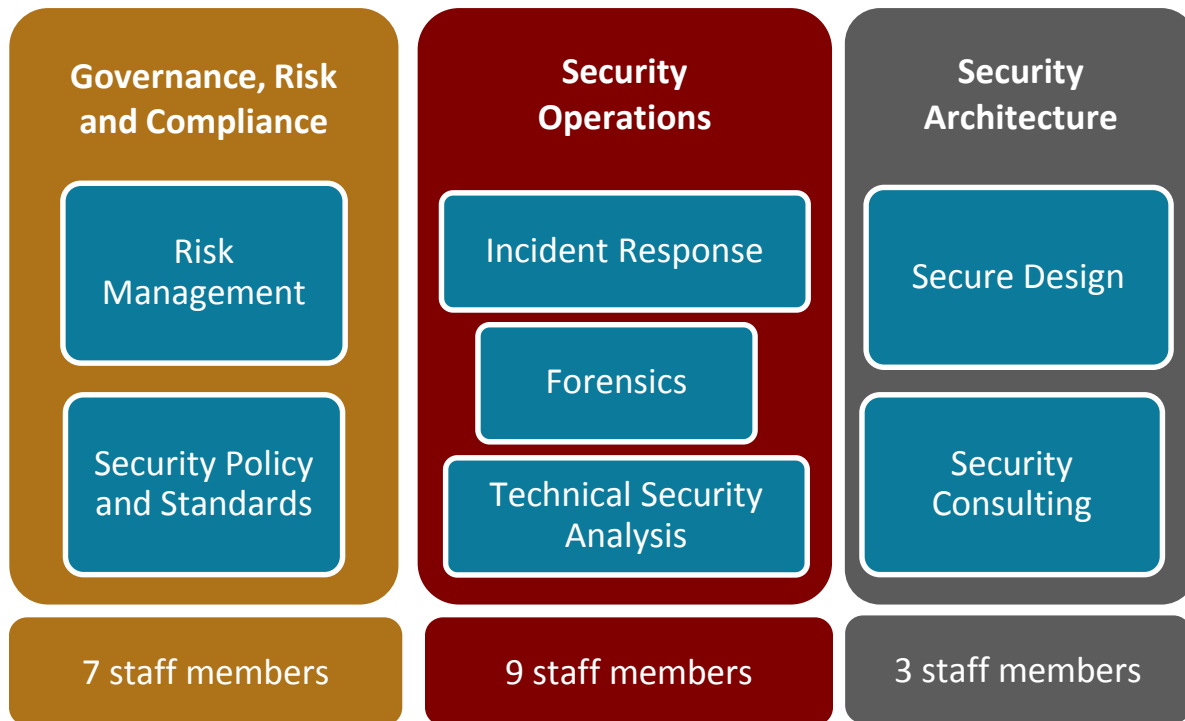 Governance, Risk
and Compliance
Risk
Management
Security Policy
and Standards
7 staff members
Security
Operations
Incident Response
Forensics
Technical Security
Analysis
9 staff members
Security
Architecture
Secure Design
Security
Consulting
3 staff members